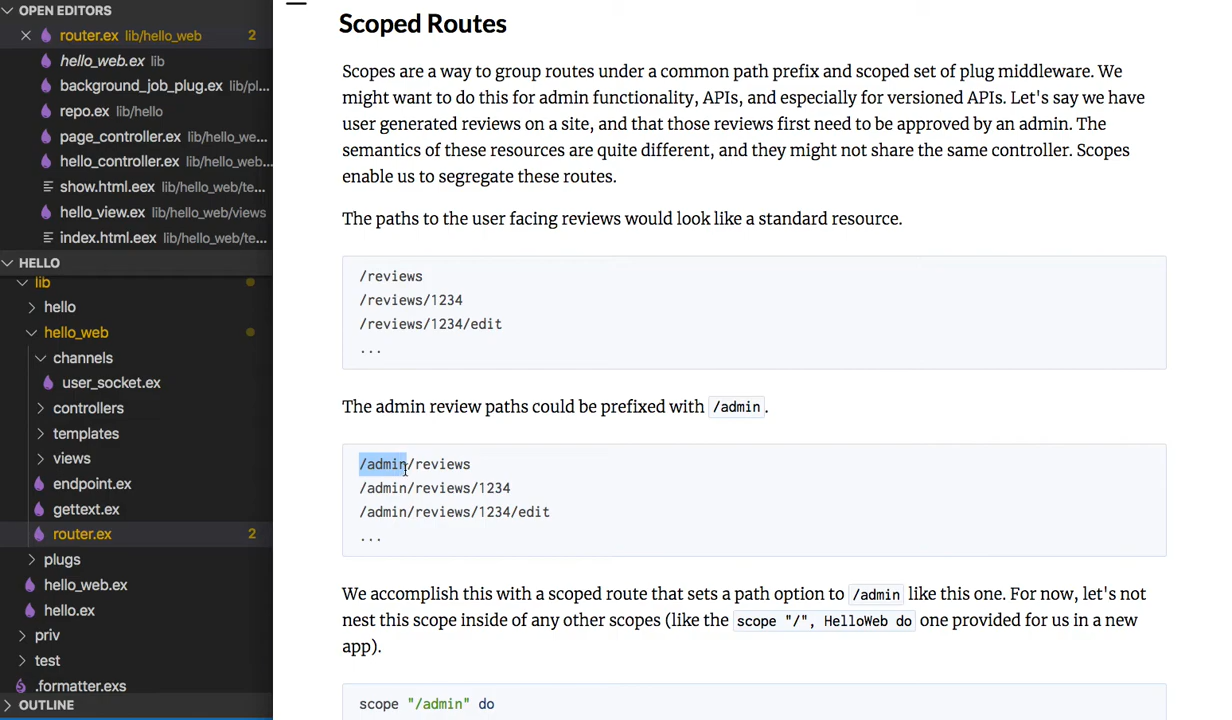 OPEN EDITORS
router.ex lib/hello_web 2
hello_web.ex lib
background_job_plug.ex lib/pl...
repo.ex lib/hello
page_controller.ex lib/hello_we...
hello_controller.ex lib/hello_web...
show.html.eex lib/hello_web/te...
hello_view.ex lib/hello_web/views
index.html.eex lib/hello_web/te...
HELLO
lib
hello
hello_web
channels
user_socket.ex
controllers
templates
views
endpoint.ex
gettext.ex
router.ex 2
plugs
hello_web.ex
hello.ex
priv
test
.formatter.exs
OUTLINE
Scoped Routes
Scopes are a way to group routes under a common path prefix and scoped set of plug middleware. We
might want to do this for admin functionality, APIs, and especially for versioned APIs. Let's say we have
user generated reviews on a site, and that those reviews first need to be approved by an admin. The
semantics of these resources are quite different, and they might not share the same controller. Scopes
enable us to segregate these routes.
The paths to the user facing reviews would look like a standard resource.
/reviews
/reviews/1234
/reviews/1234/edit
...
The admin review paths could be prefixed with /admin.
/admin/reviews
/admin/reviews/1234
/admin/reviews/1234/edit
...
We accomplish this with a scoped route that sets a path option to /admin like this one. For now, let's not
nest this scope inside of any other scopes (like the scope "/", HelloWeb do one provided for us in a new
app).
scope "/admin" do